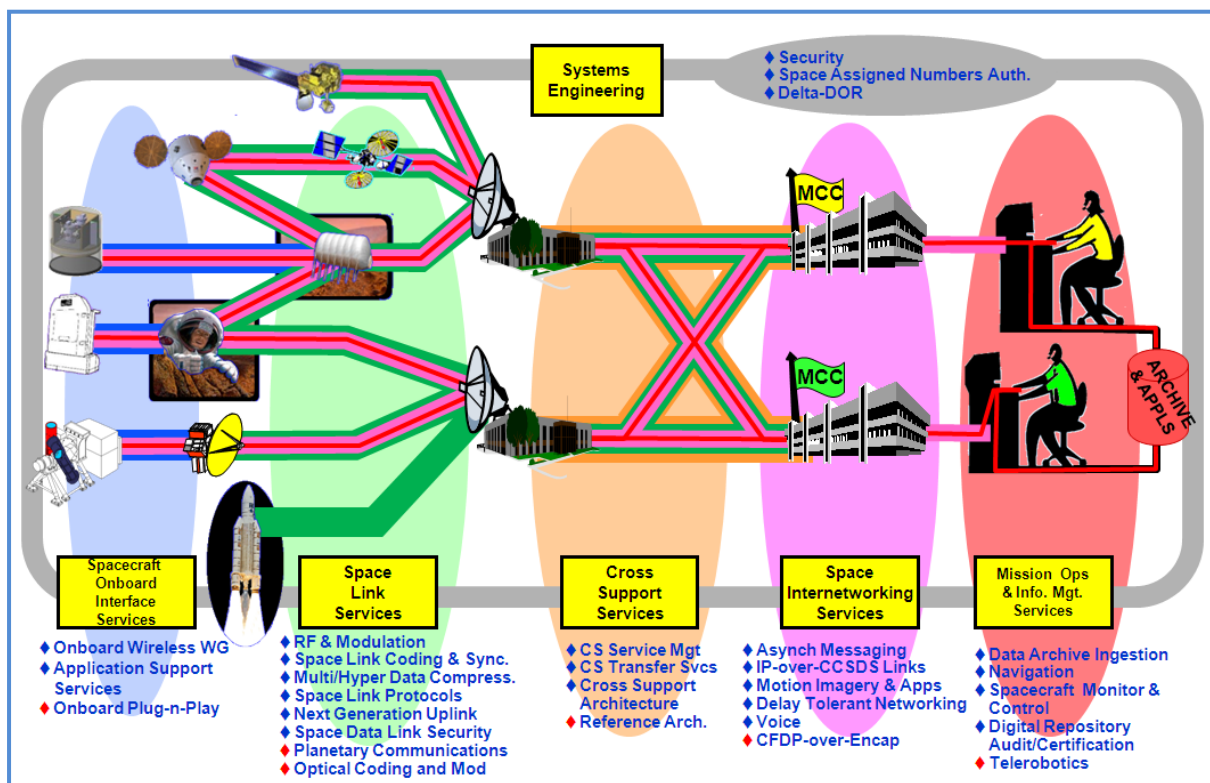 Systems
Engineering
♦ Security
♦ Space Assigned Numbers Auth.
♦ Delta-DOR
MCC
MCC
ARCHIVE
& APPLS
Spacecraft
Onboard
Interface
Services
♦ Onboard Wireless WG
♦ Application Support
Services
♦ Onboard Plug-n-Play
Space
Link
Services
♦ RF & Modulation
♦ Space Link Coding & Sync.
♦ Multi/Hyper Data Compress.
♦ Space Link Protocols
♦ Next Generation Uplink
♦ Space Data Link Security
♦ Planetary Communications
♦ Optical Coding and Mod
Cross
Support
Services
♦ CS Service Mgt
♦ CS Transfer Svcs
♦ Cross Support
Architecture
♦ Reference Arch.
Space
Internetworking
Services
♦ Asynch Messaging
♦ IP-over-CCSDS Links
♦ Motion Imagery & Apps
♦ Delay Tolerant Networking
♦ Voice
♦ CFDP-over-Encap
Mission Ops
& Info. Mgt.
Services
♦ Data Archive Ingestion
♦ Navigation
♦ Spacecraft Monitor &
Control
♦ Digital Repository
Audit/Certification
♦ Telerobotics